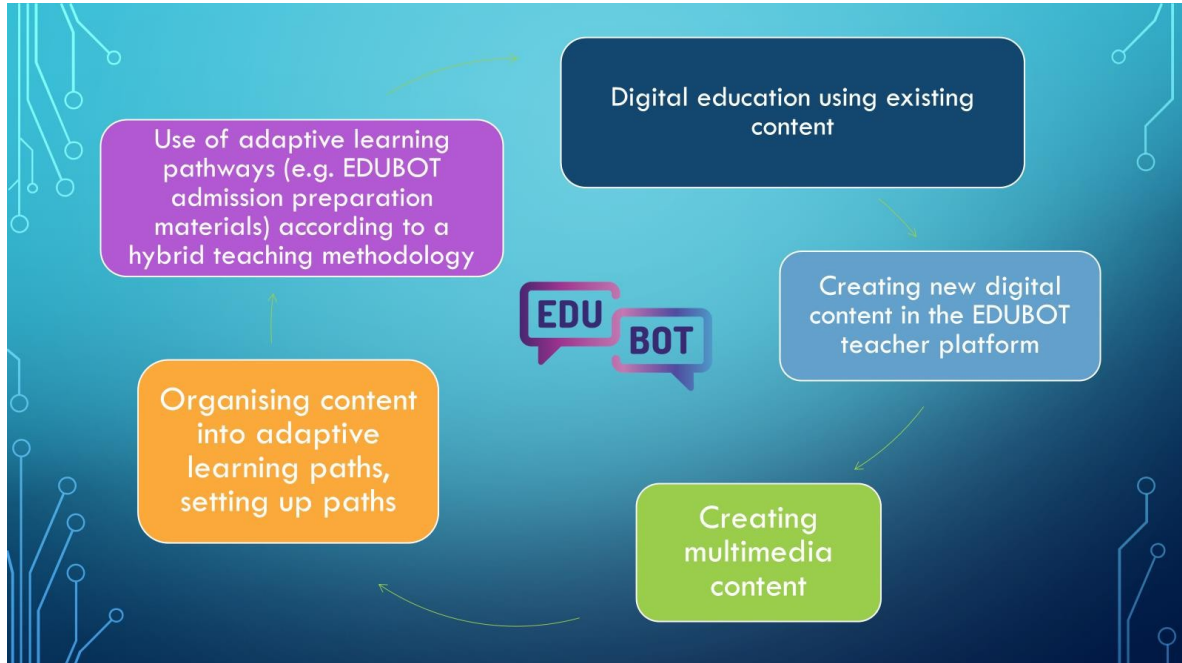 Digital education using existing
content
Use of adaptive learning
pathways (e.g. EDUBOT
admission preparation
materials) according to a
hybrid teaching methodology
Creating new digital
content in the EDUBOT
teacher platform
EDU
BOT
Organising content
into adaptive
learning paths,
setting up paths
Creating
multimedia
content